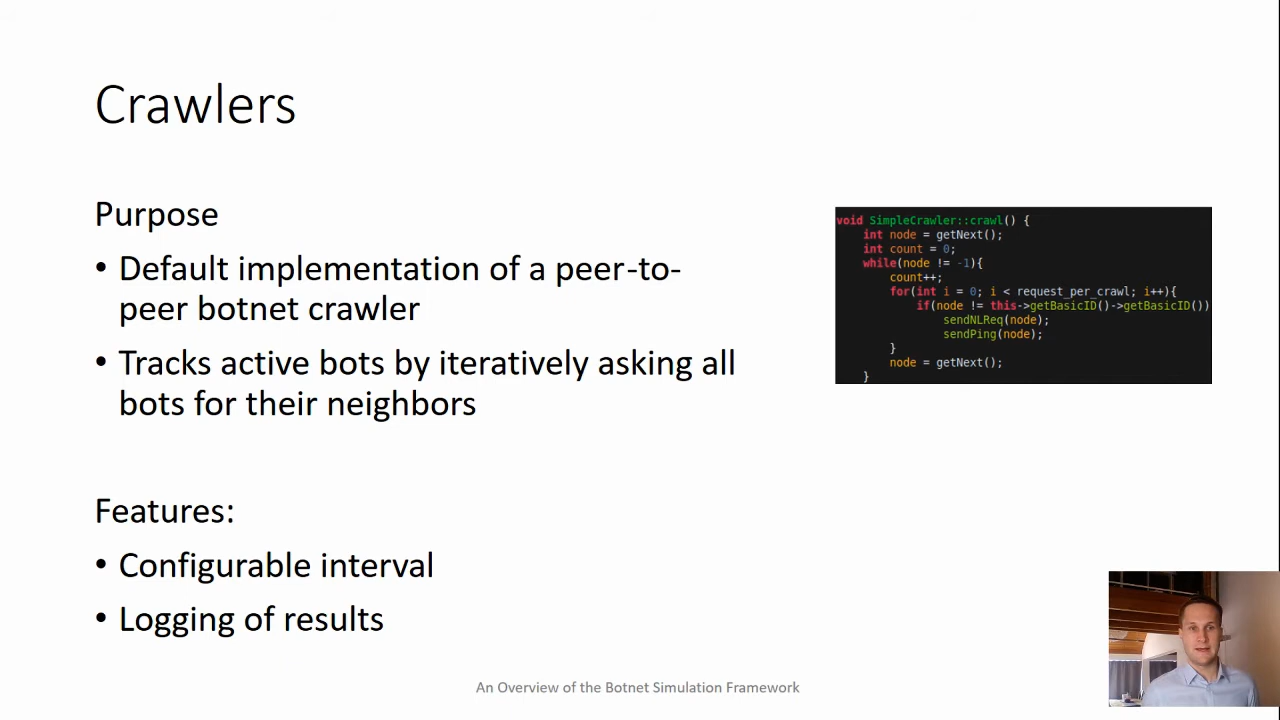 Crawlers
Purpose
• Default implementation of a peer-to-
peer botnet crawler
• Tracks active bots by iteratively asking all
bots for their neighbors
Features:
• Configurable interval
• Logging of results
void SimpleCrawler::crawl() {
    int node = getNext();
    int count = 0;
    while(node != -1){
        count++;
        for(int i = 0; i < request_per_crawl; i++){
            if(node != this->getBasicID()->getBasicID())
                sendNLReq(node);
                sendPing(node);
        }
        node = getNext();
    }
An Overview of the Botnet Simulation Framework